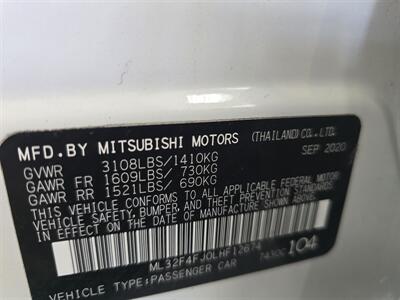 MFD.BY MITSUBISHI MOTORS (THAILAND) CO., LTD.
SEP 2020
GVWR 3108LBS/1410KG
GAWR FR 1609LBS/ 730KG
GAWR RR 1521LBS/ 690KG
THIS VEHICLE CONFORMS TO ALL APPLICABLE FEDERAL MOTOR
VEHICLE SAFETY, BUMPER, AND THEFT PREVENTION STANDARDS
IN EFFECT ON THE DATE OF MANUFACTURE SHOWN ABOVE.
ML32F4FJ0LHF12674
VEHICLE TYPE:PASSENGER CAR 7430C 104